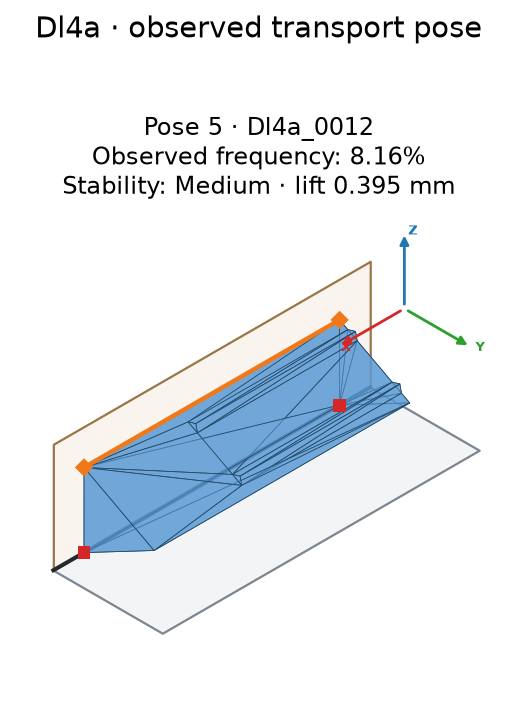 Dl4a · observed transport pose
Pose 5 · Dl4a_0012
Observed frequency: 8.16%
Stability: Medium · lift 0.395 mm
Z
X
Y